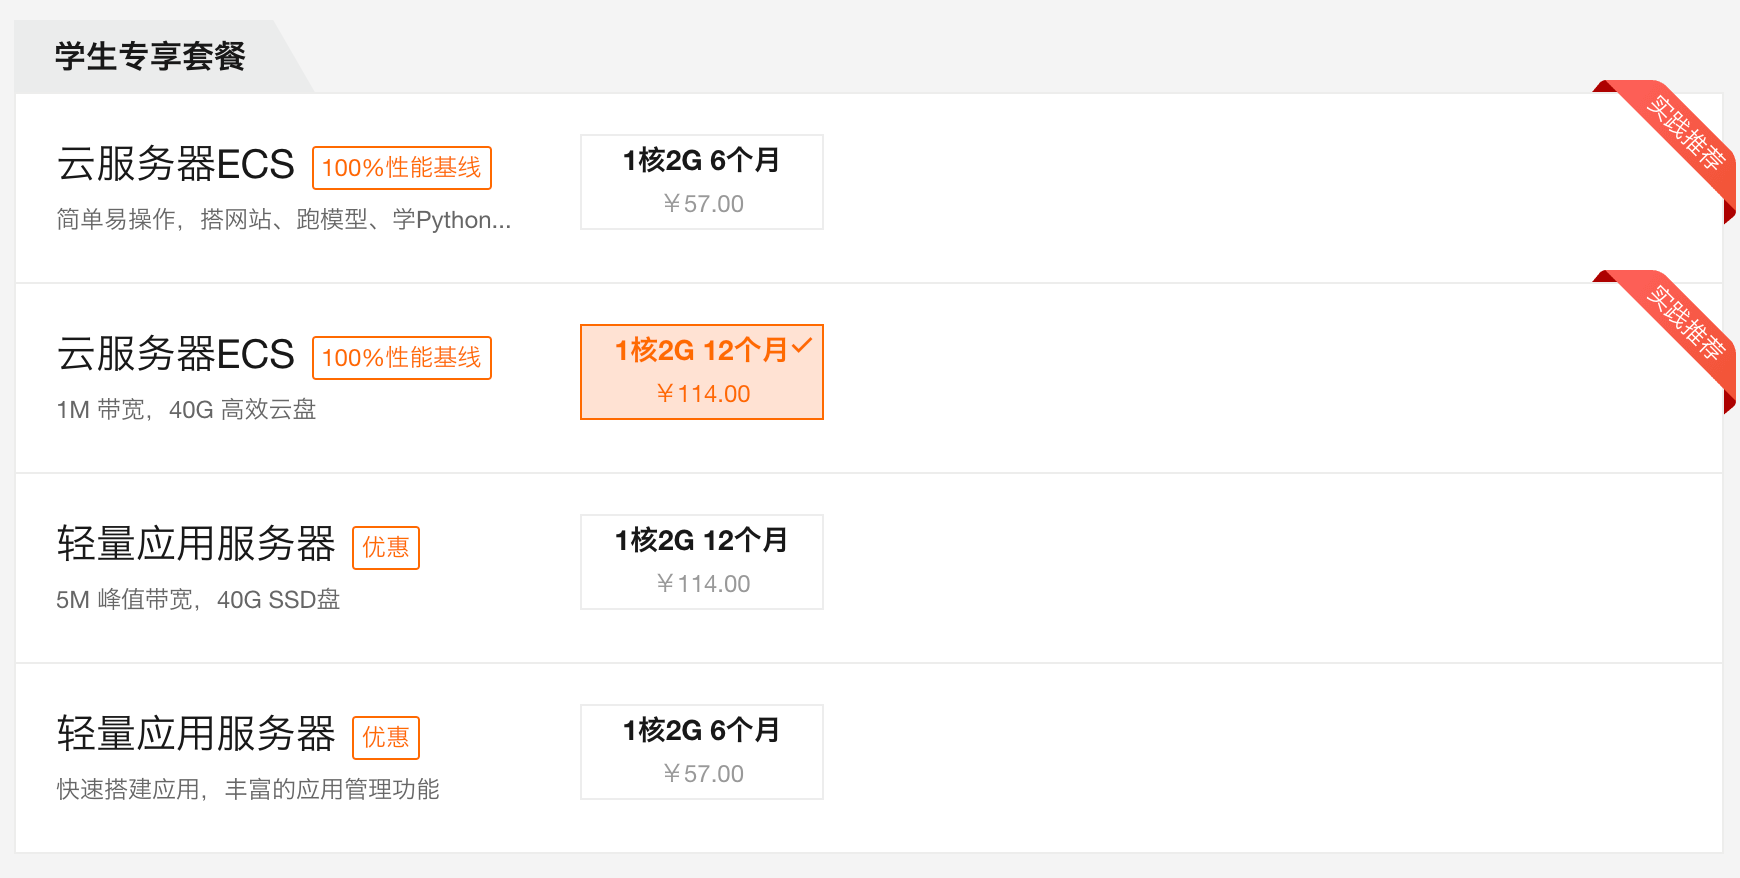 学生专享套餐
实践推荐
云服务器ECS 100%性能基线
1核2G 6个月
¥57.00
简单易操作，搭网站、跑模型、学Python...
实践推荐
云服务器ECS 100%性能基线
1核2G 12个月
¥114.00
1M 带宽，40G 高效云盘
轻量应用服务器 优惠
1核2G 12个月
¥114.00
5M 峰值带宽，40G SSD盘
轻量应用服务器 优惠
1核2G 6个月
¥57.00
快速搭建应用，丰富的应用管理功能